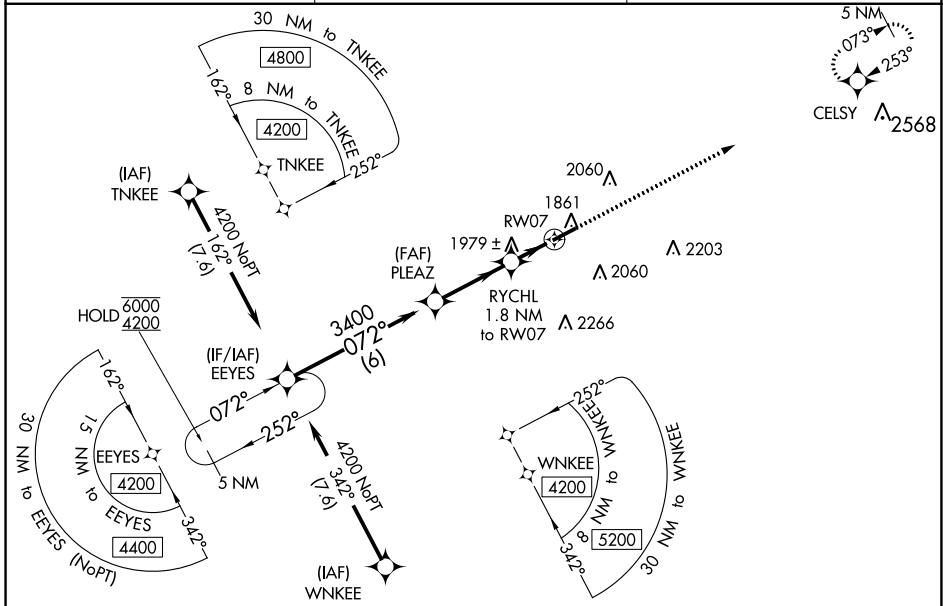 30 NM to TNKEE
4800
162°
8 NM to TNKEE
4200
TNKEE
252°
5 NM
073°
253°
CELSY
2568
(IAF)
TNKEE
4200 NoPT
162°
(7.6)
2060
1861
RW07
1979 ±
2203
2060
(FAF)
PLEAZ
RYCHL
1.8 NM
to RW07
2266
HOLD 6000
4200
3400
072°
(6)
(IF/IAF)
EEYES
072°
252°
5 NM
162°
15 NM to EEYES
EEYES
4200
342°
4400
30 NM to EEYES (NoPT)
4200 NoPT
342°
(7.6)
(IAF)
WNKEE
252°
WNKEE
4200
8 NM to WNKEE
342°
5200
30 NM to WNKEE